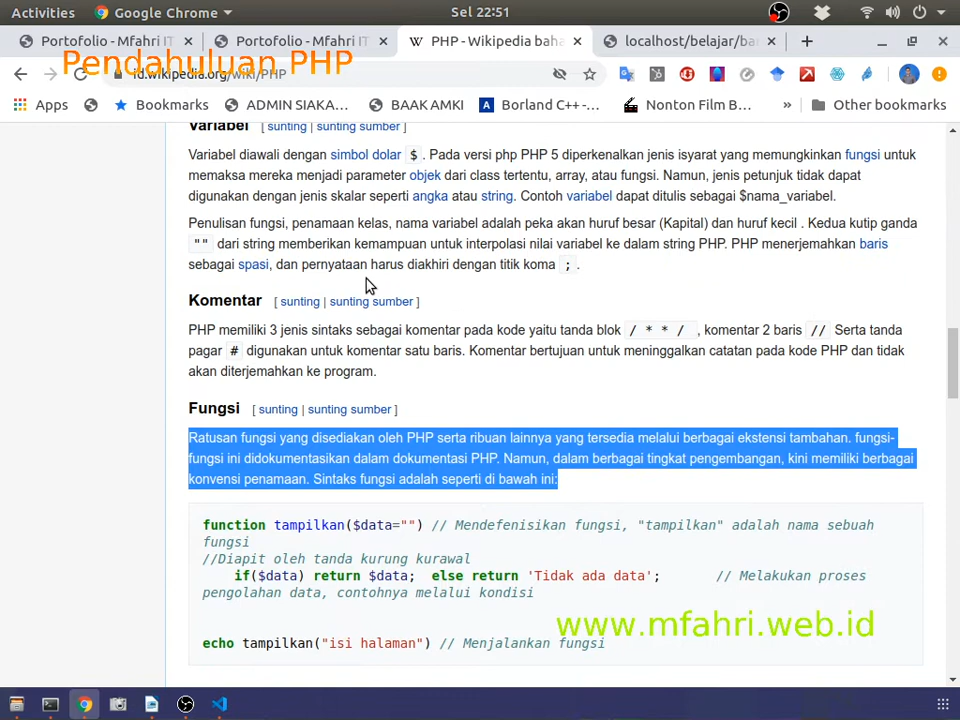 Activities Google Chrome Sel 22:51
Portofolio - Mfahri IT Portofolio - Mfahri IT W PHP - Wikipedia baha localhost/belajar/ba
Pendahuluan PHP
id.wikipedia.org/wiki/PHP
Apps Bookmarks ADMIN SIAKA... BAAK AMKI A Borland C++ -... Nonton Film B... » Other bookmarks
Variabel [ sunting | sunting sumber ]
Variabel diawali dengan simbol dolar $ . Pada versi php PHP 5 diperkenalkan jenis isyarat yang memungkinkan fungsi untuk
memaksa mereka menjadi parameter objek dari class tertentu, array, atau fungsi. Namun, jenis petunjuk tidak dapat
digunakan dengan jenis skalar seperti angka atau string. Contoh variabel dapat ditulis sebagai $nama_variabel.
Penulisan fungsi, penamaan kelas, nama variabel adalah peka akan huruf besar (Kapital) dan huruf kecil . Kedua kutip ganda
"" dari string memberikan kemampuan untuk interpolasi nilai variabel ke dalam string PHP. PHP menerjemahkan baris
sebagai spasi, dan pernyataan harus diakhiri dengan titik koma ; .
Komentar [ sunting | sunting sumber ]
PHP memiliki 3 jenis sintaks sebagai komentar pada kode yaitu tanda blok / * * / , komentar 2 baris // Serta tanda
pagar # digunakan untuk komentar satu baris. Komentar bertujuan untuk meninggalkan catatan pada kode PHP dan tidak
akan diterjemahkan ke program.
Fungsi [ sunting | sunting sumber ]
Ratusan fungsi yang disediakan oleh PHP serta ribuan lainnya yang tersedia melalui berbagai ekstensi tambahan. fungsi-
fungsi ini didokumentasikan dalam dokumentasi PHP. Namun, dalam berbagai tingkat pengembangan, kini memiliki berbagai
konvensi penamaan. Sintaks fungsi adalah seperti di bawah ini:
function tampilkan($data="") // Mendefenisikan fungsi, "tampilkan" adalah nama sebuah
fungsi
//Diapit oleh tanda kurung kurawal
if($data) return $data; else return 'Tidak ada data'; // Melakukan proses
pengolahan data, contohnya melalui kondisi
www.mfahri.web.id
echo tampilkan("isi halaman") // Menjalankan fungsi